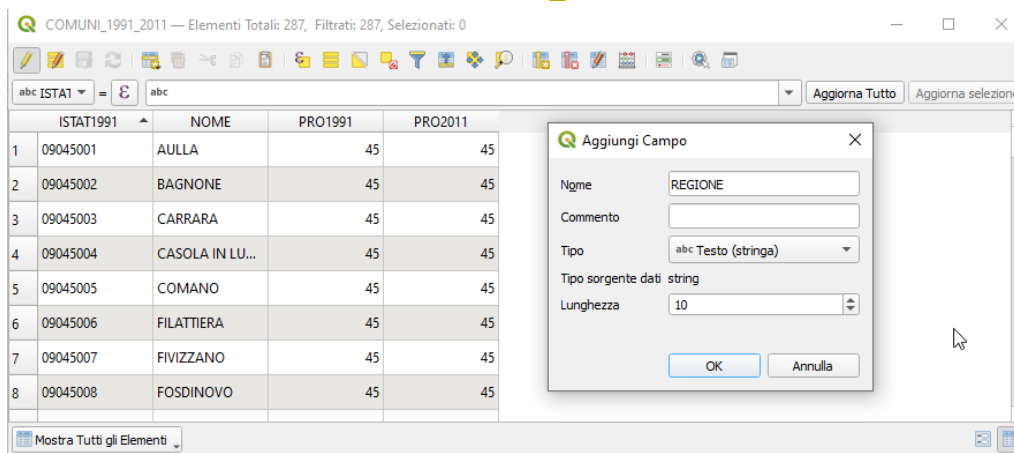 COMUNI_1991_2011 — Elementi Totali: 287, Filtrati: 287, Selezionati: 0
abc ISTAT = ε abc Aggiorna Tutto Aggiorna selezion
ISTAT1991 NOME PRO1991 PRO2011
1 09045001 AULLA 45 45
2 09045002 BAGNONE 45 45
3 09045003 CARRARA 45 45
4 09045004 CASOLA IN LU... 45 45
5 09045005 COMANO 45 45
6 09045006 FILATTIERA 45 45
7 09045007 FIVIZZANO 45 45
8 09045008 FOSDINOVO 45 45
Aggiungi Campo
Nome REGIONE
Commento
Tipo abc Testo (stringa)
Tipo sorgente dati string
Lunghezza 10
OK Annulla
Mostra Tutti gli Elementi